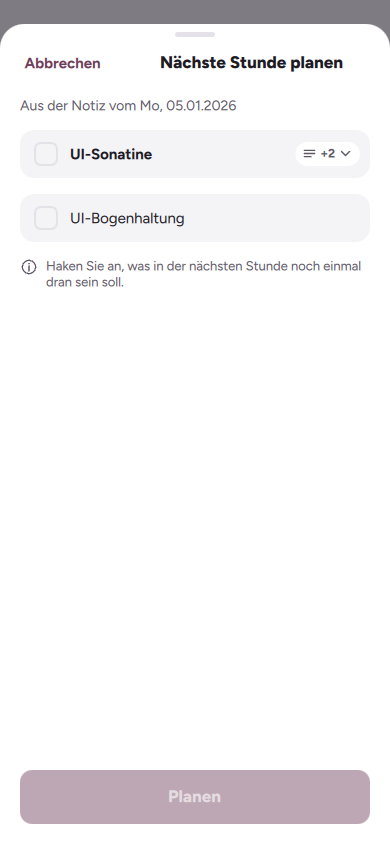 Abbrechen
Nächste Stunde planen
Aus der Notiz vom Mo, 05.01.2026
UI-Sonatine
+2
UI-Bogenhaltung
Haken Sie an, was in der nächsten Stunde noch einmal
dran sein soll.
Planen